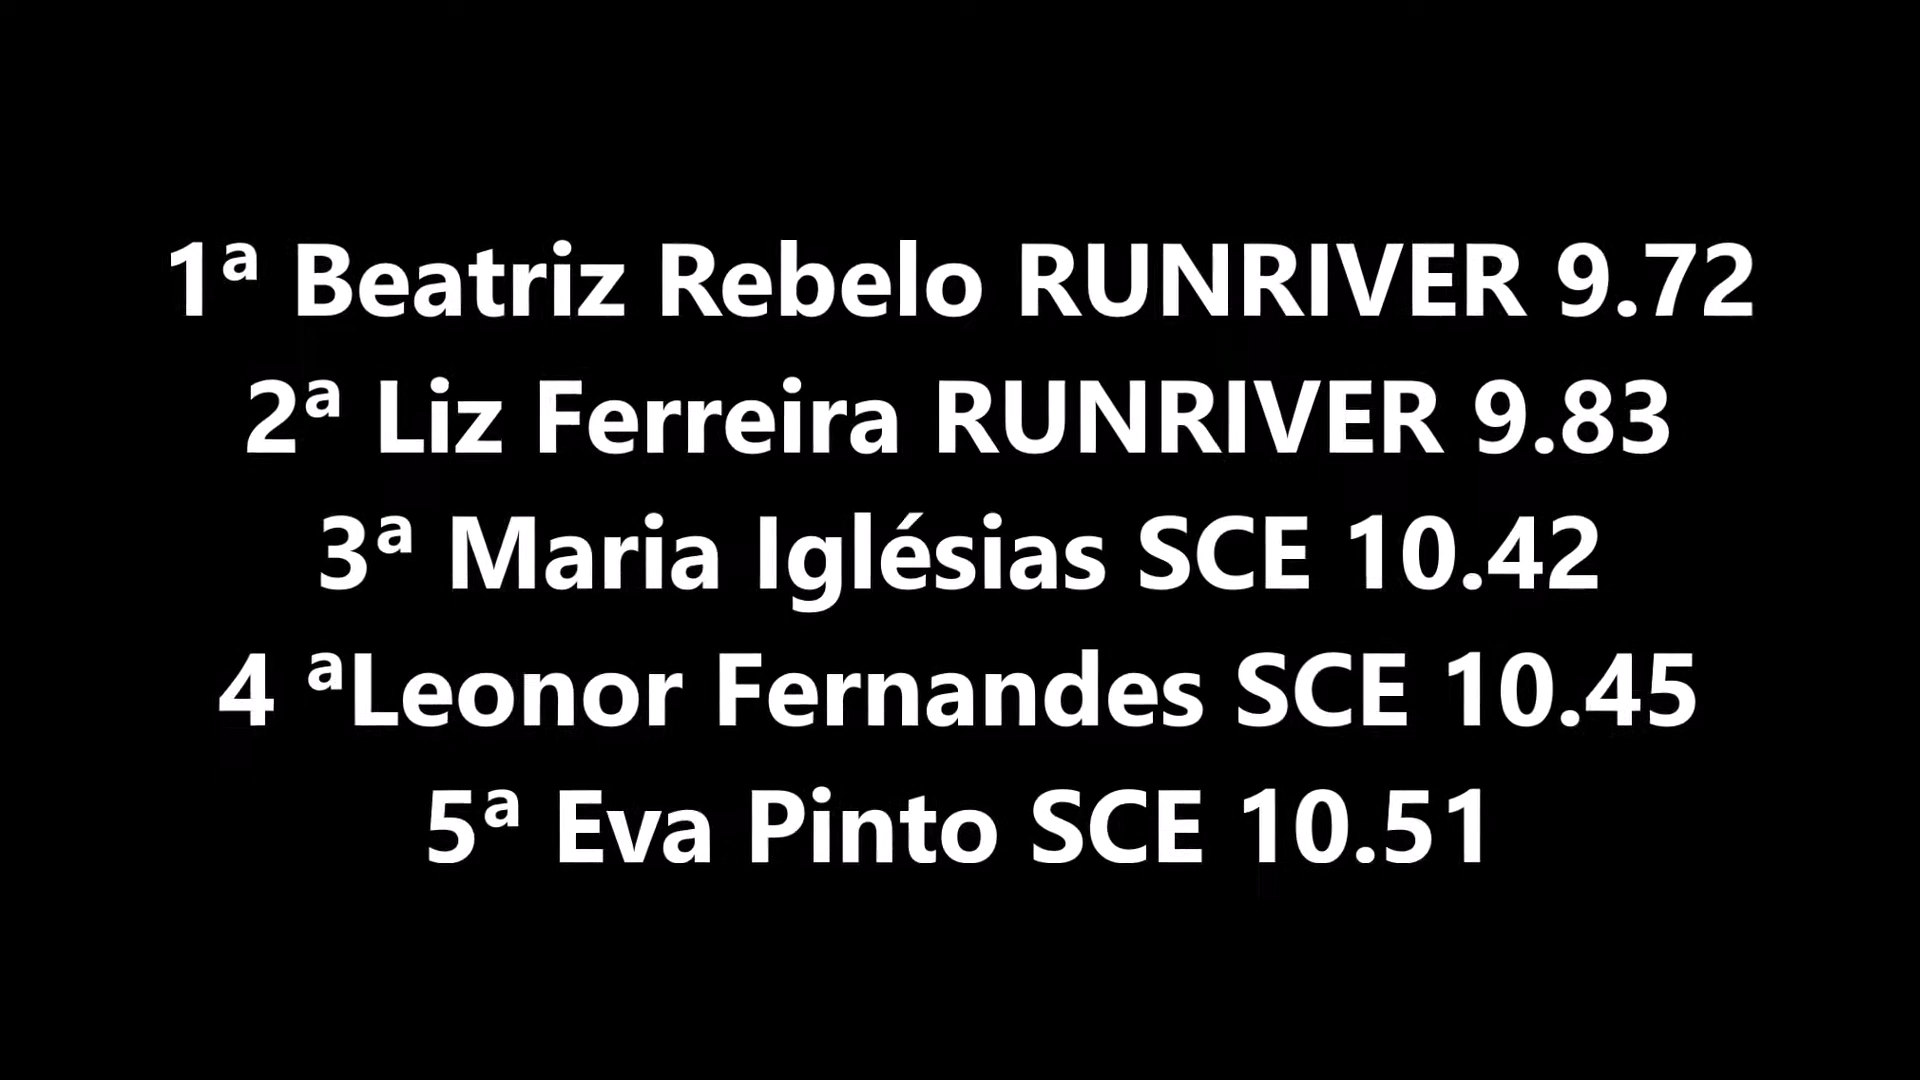 1ª Beatriz Rebelo RUNRIVER 9.72
2ª Liz Ferreira RUNRIVER 9.83
3ª Maria Iglésias SCE 10.42
4 ªLeonor Fernandes SCE 10.45
5ª Eva Pinto SCE 10.51